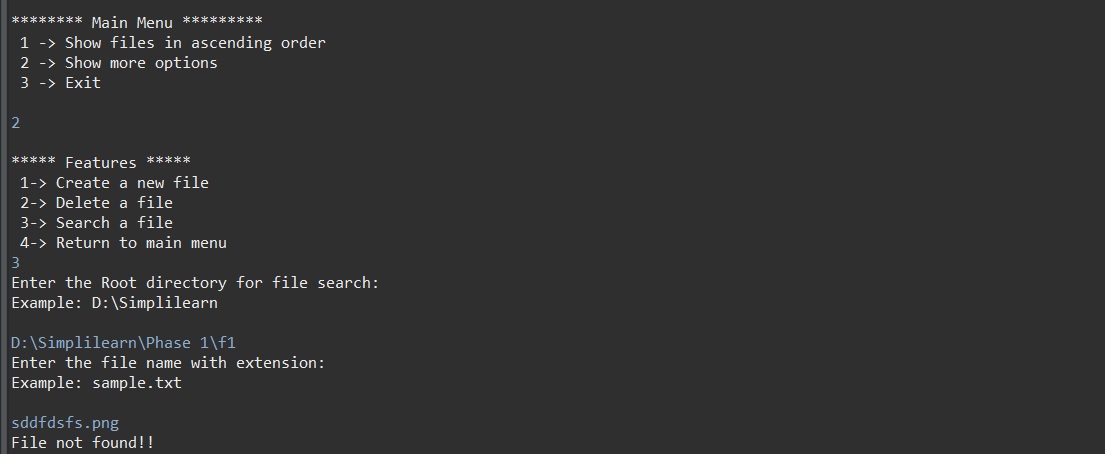 ******** Main Menu *********
1 -> Show files in ascending order
2 -> Show more options
3 -> Exit
2
***** Features *****
1-> Create a new file
2-> Delete a file
3-> Search a file
4-> Return to main menu
3
Enter the Root directory for file search:
Example: D:\Simplilearn
D:\Simplilearn\Phase 1\f1
Enter the file name with extension:
Example: sample.txt
sddfdsfs.png
File not found!!